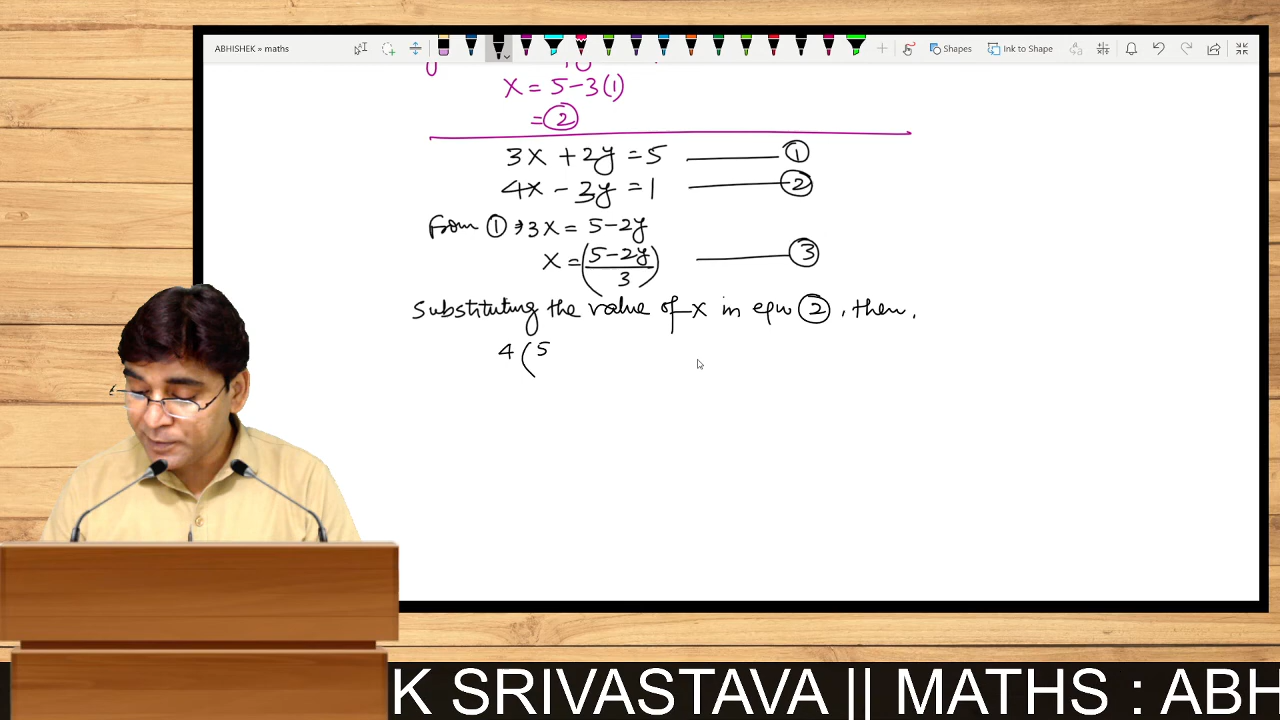 ABHISHEK » maths
Shapes
Ink to Shape
X = 5-3(1)
= 2
3X + 2y = 5 ——— ①
4x - 3y = 1 ——— ②
from ① → 3X = 5-2y
X = (5-2y/3) ——— ③
Substituting the value of X in eqn ②, then,
4(5
K SRIVASTAVA || MATHS : ABH